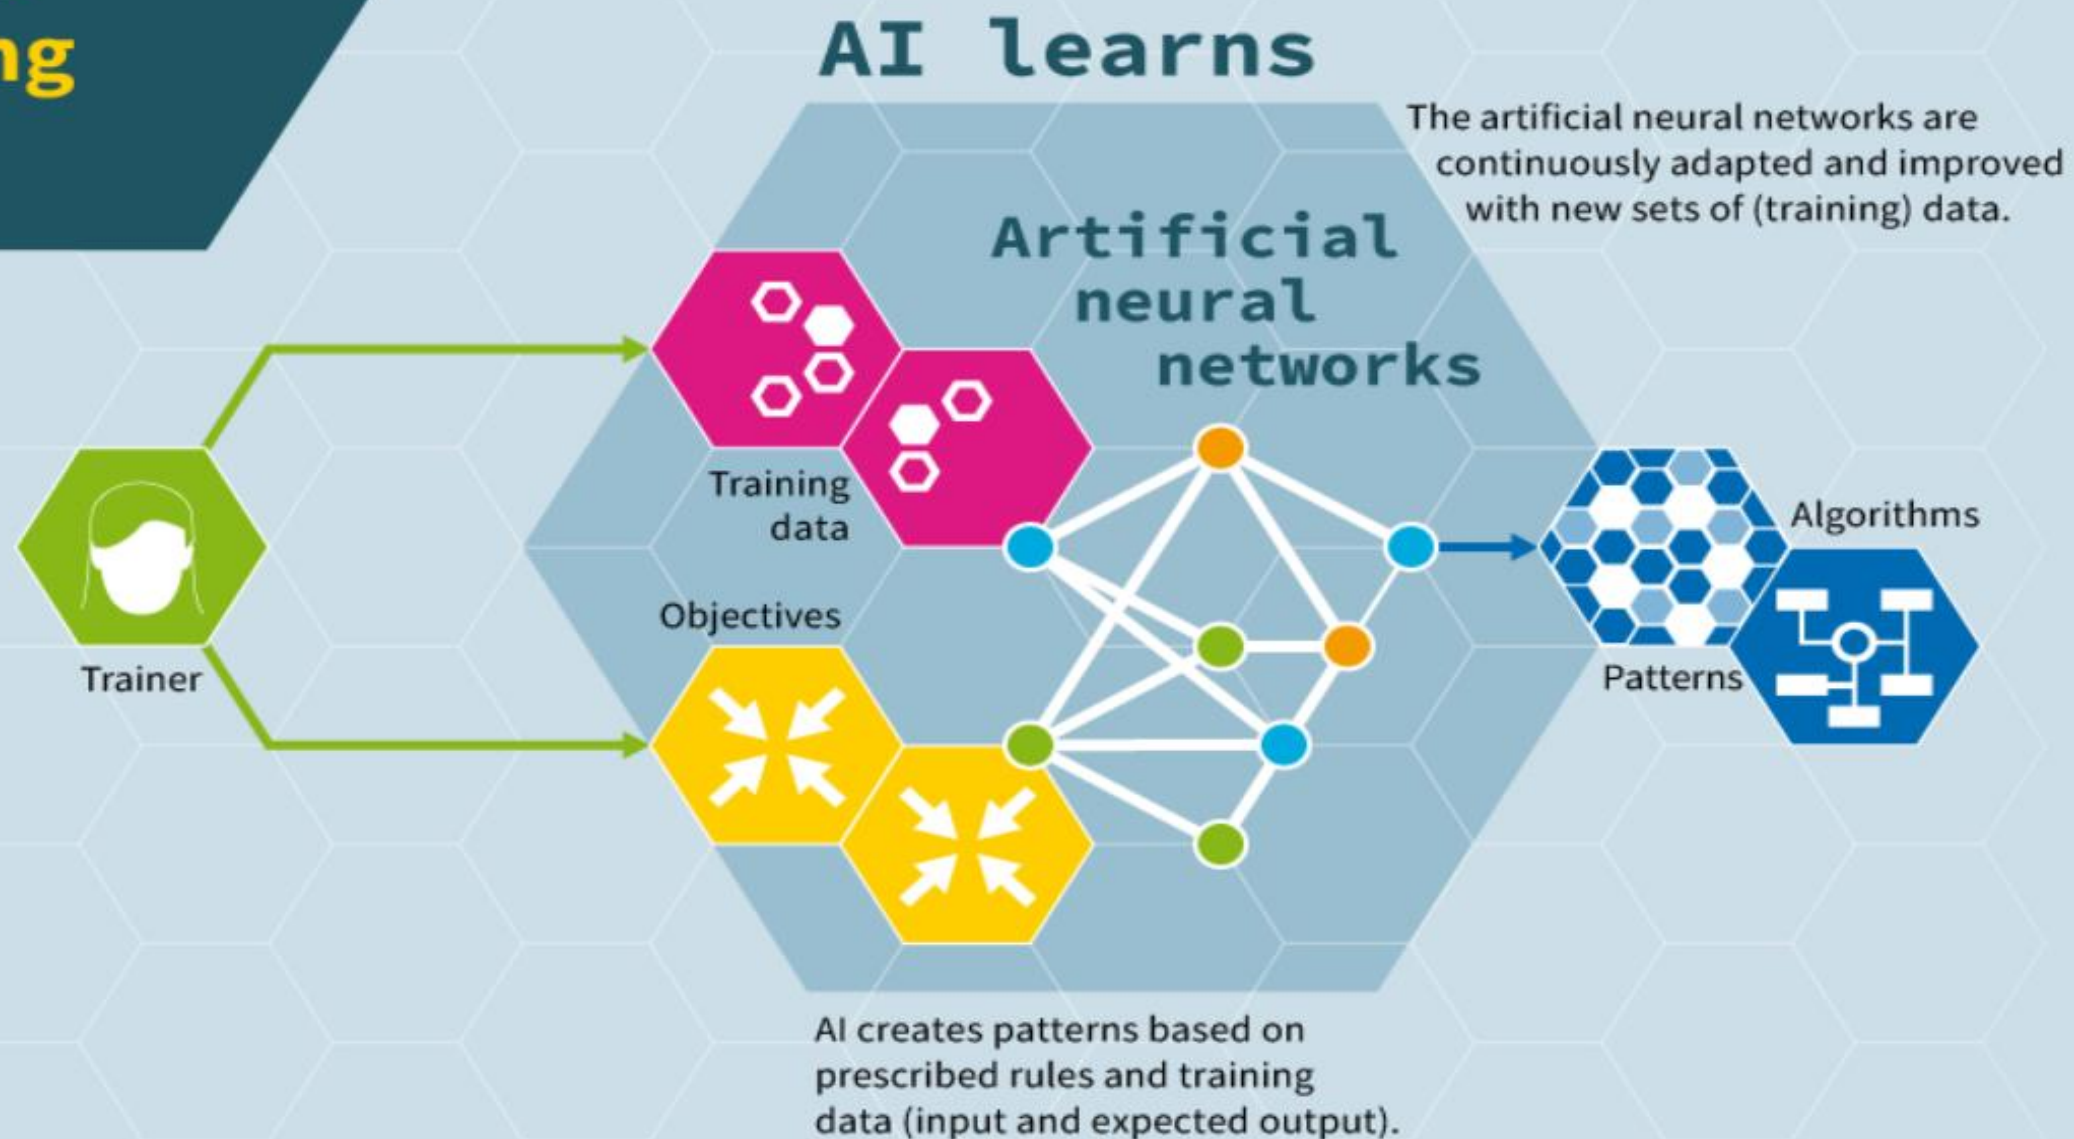 ng
AI learns
The artificial neural networks are
continuously adapted and improved
with new sets of (training) data.
Artificial
neural
networks
Training
data
Objectives
Trainer
Algorithms
Patterns
AI creates patterns based on
prescribed rules and training
data (input and expected output).